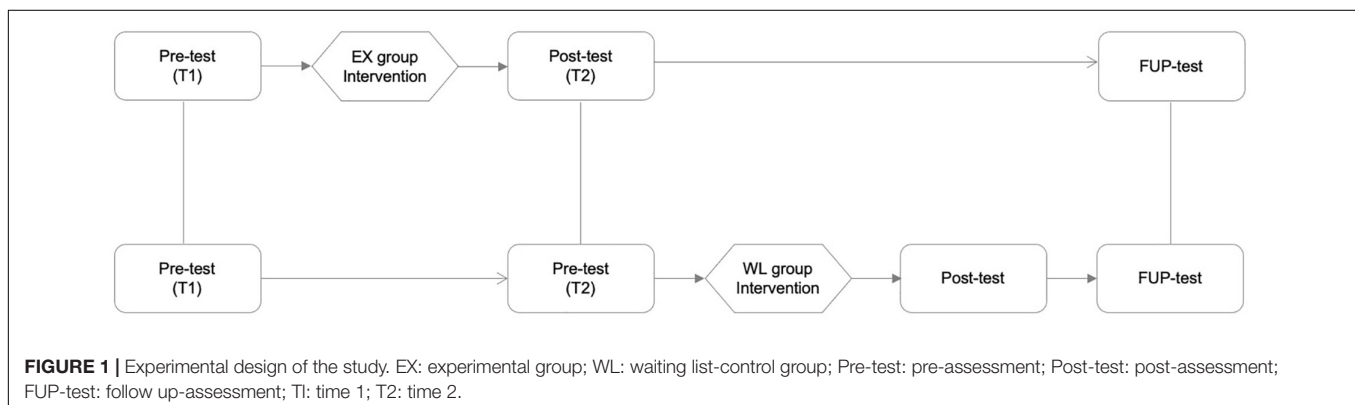 Pre-test
(T1)
EX group
Intervention
Post-test
(T2)
FUP-test
Pre-test
(T1)
Pre-test
(T2)
WL group
Intervention
Post-test
FUP-test
FIGURE 1 | Experimental design of the study. EX: experimental group; WL: waiting list-control group; Pre-test: pre-assessment; Post-test: post-assessment;
FUP-test: follow up-assessment; TI: time 1; T2: time 2.